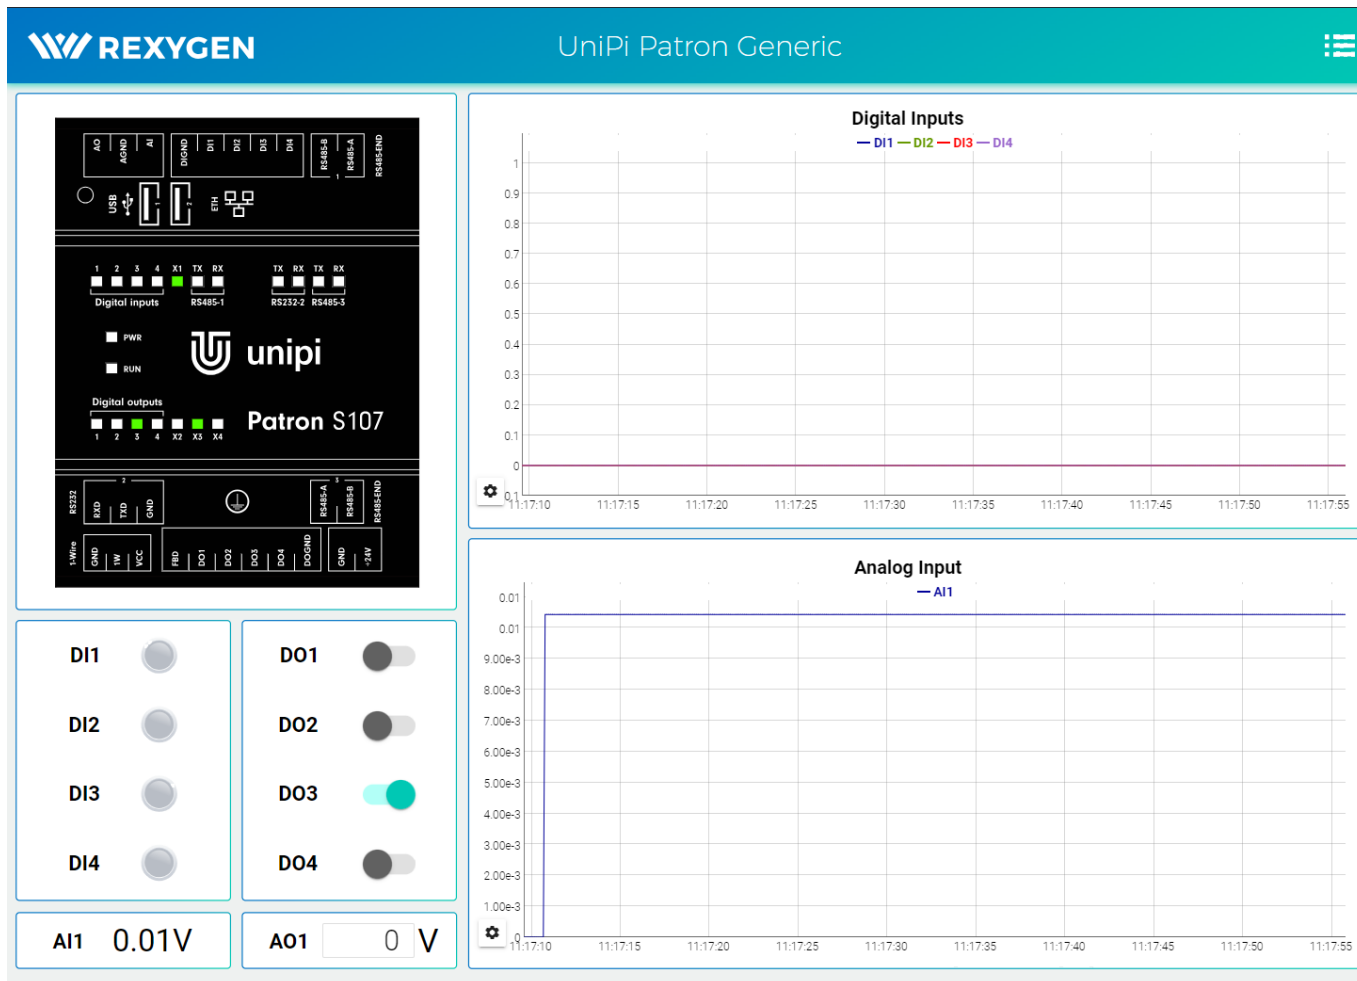 REXYGEN
UniPi Patron Generic
AO AGND AI DIGND DI1 DI2 DI3 DI4 RS485-B RS485-A RS485-END
1
USB 1 2 ETH
1 2 3 4 X1 TX RX TX RX TX RX
Digital inputs RS485-1 RS232-2 RS485-3
PWR
RUN
unipi
Digital outputs
Patron S107
1 2 3 4 X2 X3 X4
2 3
RS232 RXD TXD GND RS485-A RS485-B RS485-END
1-Wire GND 1W VCC FBD DO1 DO2 DO3 DO4 DOGND GND +24V
Digital Inputs
DI1 DI2 DI3 DI4
1
0.9
0.8
0.7
0.6
0.5
0.4
0.3
0.2
0.1
0
0.1
11:17:10 11:17:15 11:17:20 11:17:25 11:17:30 11:17:35 11:17:40 11:17:45 11:17:50 11:17:55
Analog Input
AI1
0.01
0.01
9.00e-3
8.00e-3
7.00e-3
6.00e-3
5.00e-3
4.00e-3
3.00e-3
2.00e-3
1.00e-3
0
11:17:10 11:17:15 11:17:20 11:17:25 11:17:30 11:17:35 11:17:40 11:17:45 11:17:50 11:17:55
DI1
DI2
DI3
DI4
DO1
DO2
DO3
DO4
AI1 0.01V
AO1 0 V